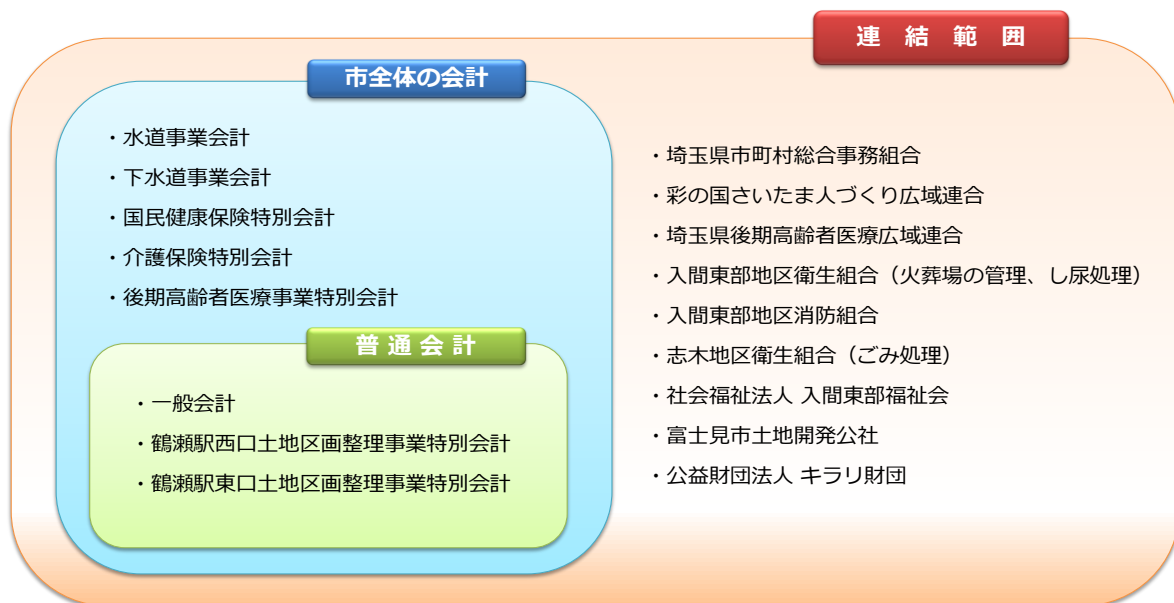 連 結 範 囲
市全体の会計
・水道事業会計
・下水道事業会計
・国民健康保険特別会計
・介護保険特別会計
・後期高齢者医療事業特別会計
普 通 会 計
・一般会計
・鶴瀬駅西口土地区画整理事業特別会計
・鶴瀬駅東口土地区画整理事業特別会計
・埼玉県市町村総合事務組合
・彩の国さいたま人づくり広域連合
・埼玉県後期高齢者医療広域連合
・入間東部地区衛生組合（火葬場の管理、し尿処理）
・入間東部地区消防組合
・志木地区衛生組合（ごみ処理）
・社会福祉法人 入間東部福祉会
・富士見市土地開発公社
・公益財団法人 キラリ財団